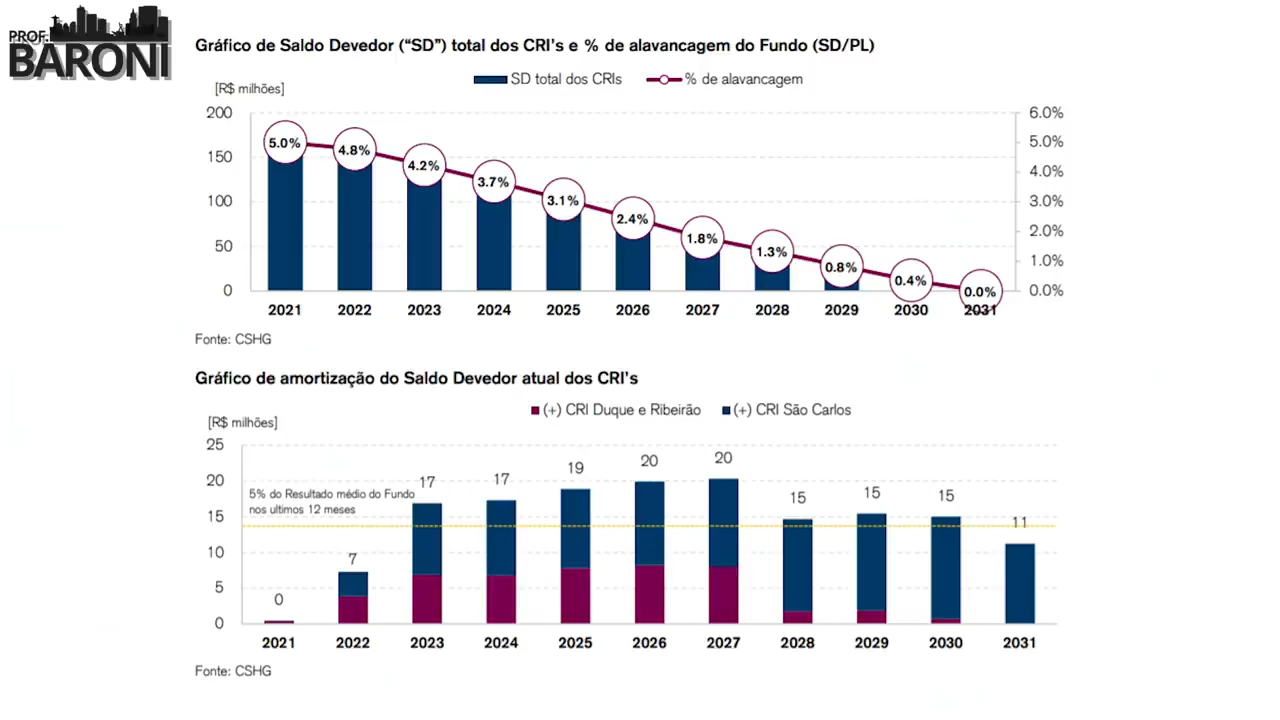 PROF.
BARONI
Gráfico de Saldo Devedor (“SD”) total dos CRI’s e % de alavancagem do Fundo (SD/PL)
SD total dos CRIs % de alavancagem
[R$ milhões]
200 6.0%
5.0%
150 4.0%
100 3.0%
2.0%
50 1.0%
0 0.0%
5.0% 4.8% 4.2% 3.7% 3.1% 2.4% 1.8% 1.3% 0.8% 0.4% 0.0%
2021 2022 2023 2024 2025 2026 2027 2028 2029 2030 2031
Fonte: CSHG
Gráfico de amortização do Saldo Devedor atual dos CRI’s
(+) CRI Duque e Ribeirão (+) CRI São Carlos
[R$ milhões]
25
20
15
10
5
0
5% do Resultado médio do Fundo
nos ultimos 12 meses
0 7 17 17 19 20 20 15 15 15 11
2021 2022 2023 2024 2025 2026 2027 2028 2029 2030 2031
Fonte: CSHG